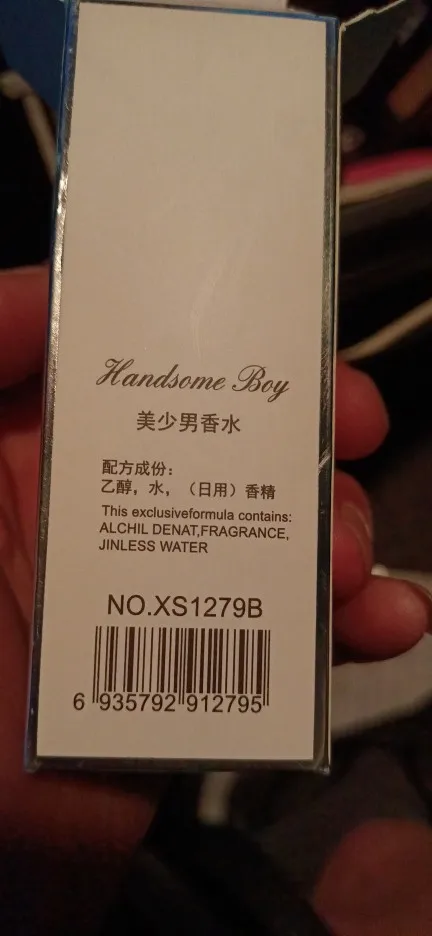 Handsome Boy
美少男香水
配方成份：
乙醇，水，（日用）香精
This exclusiveformula contains:
ALCHIL DENAT,FRAGRANCE,
JINLESS WATER
NO.XS1279B
6 935792 912795